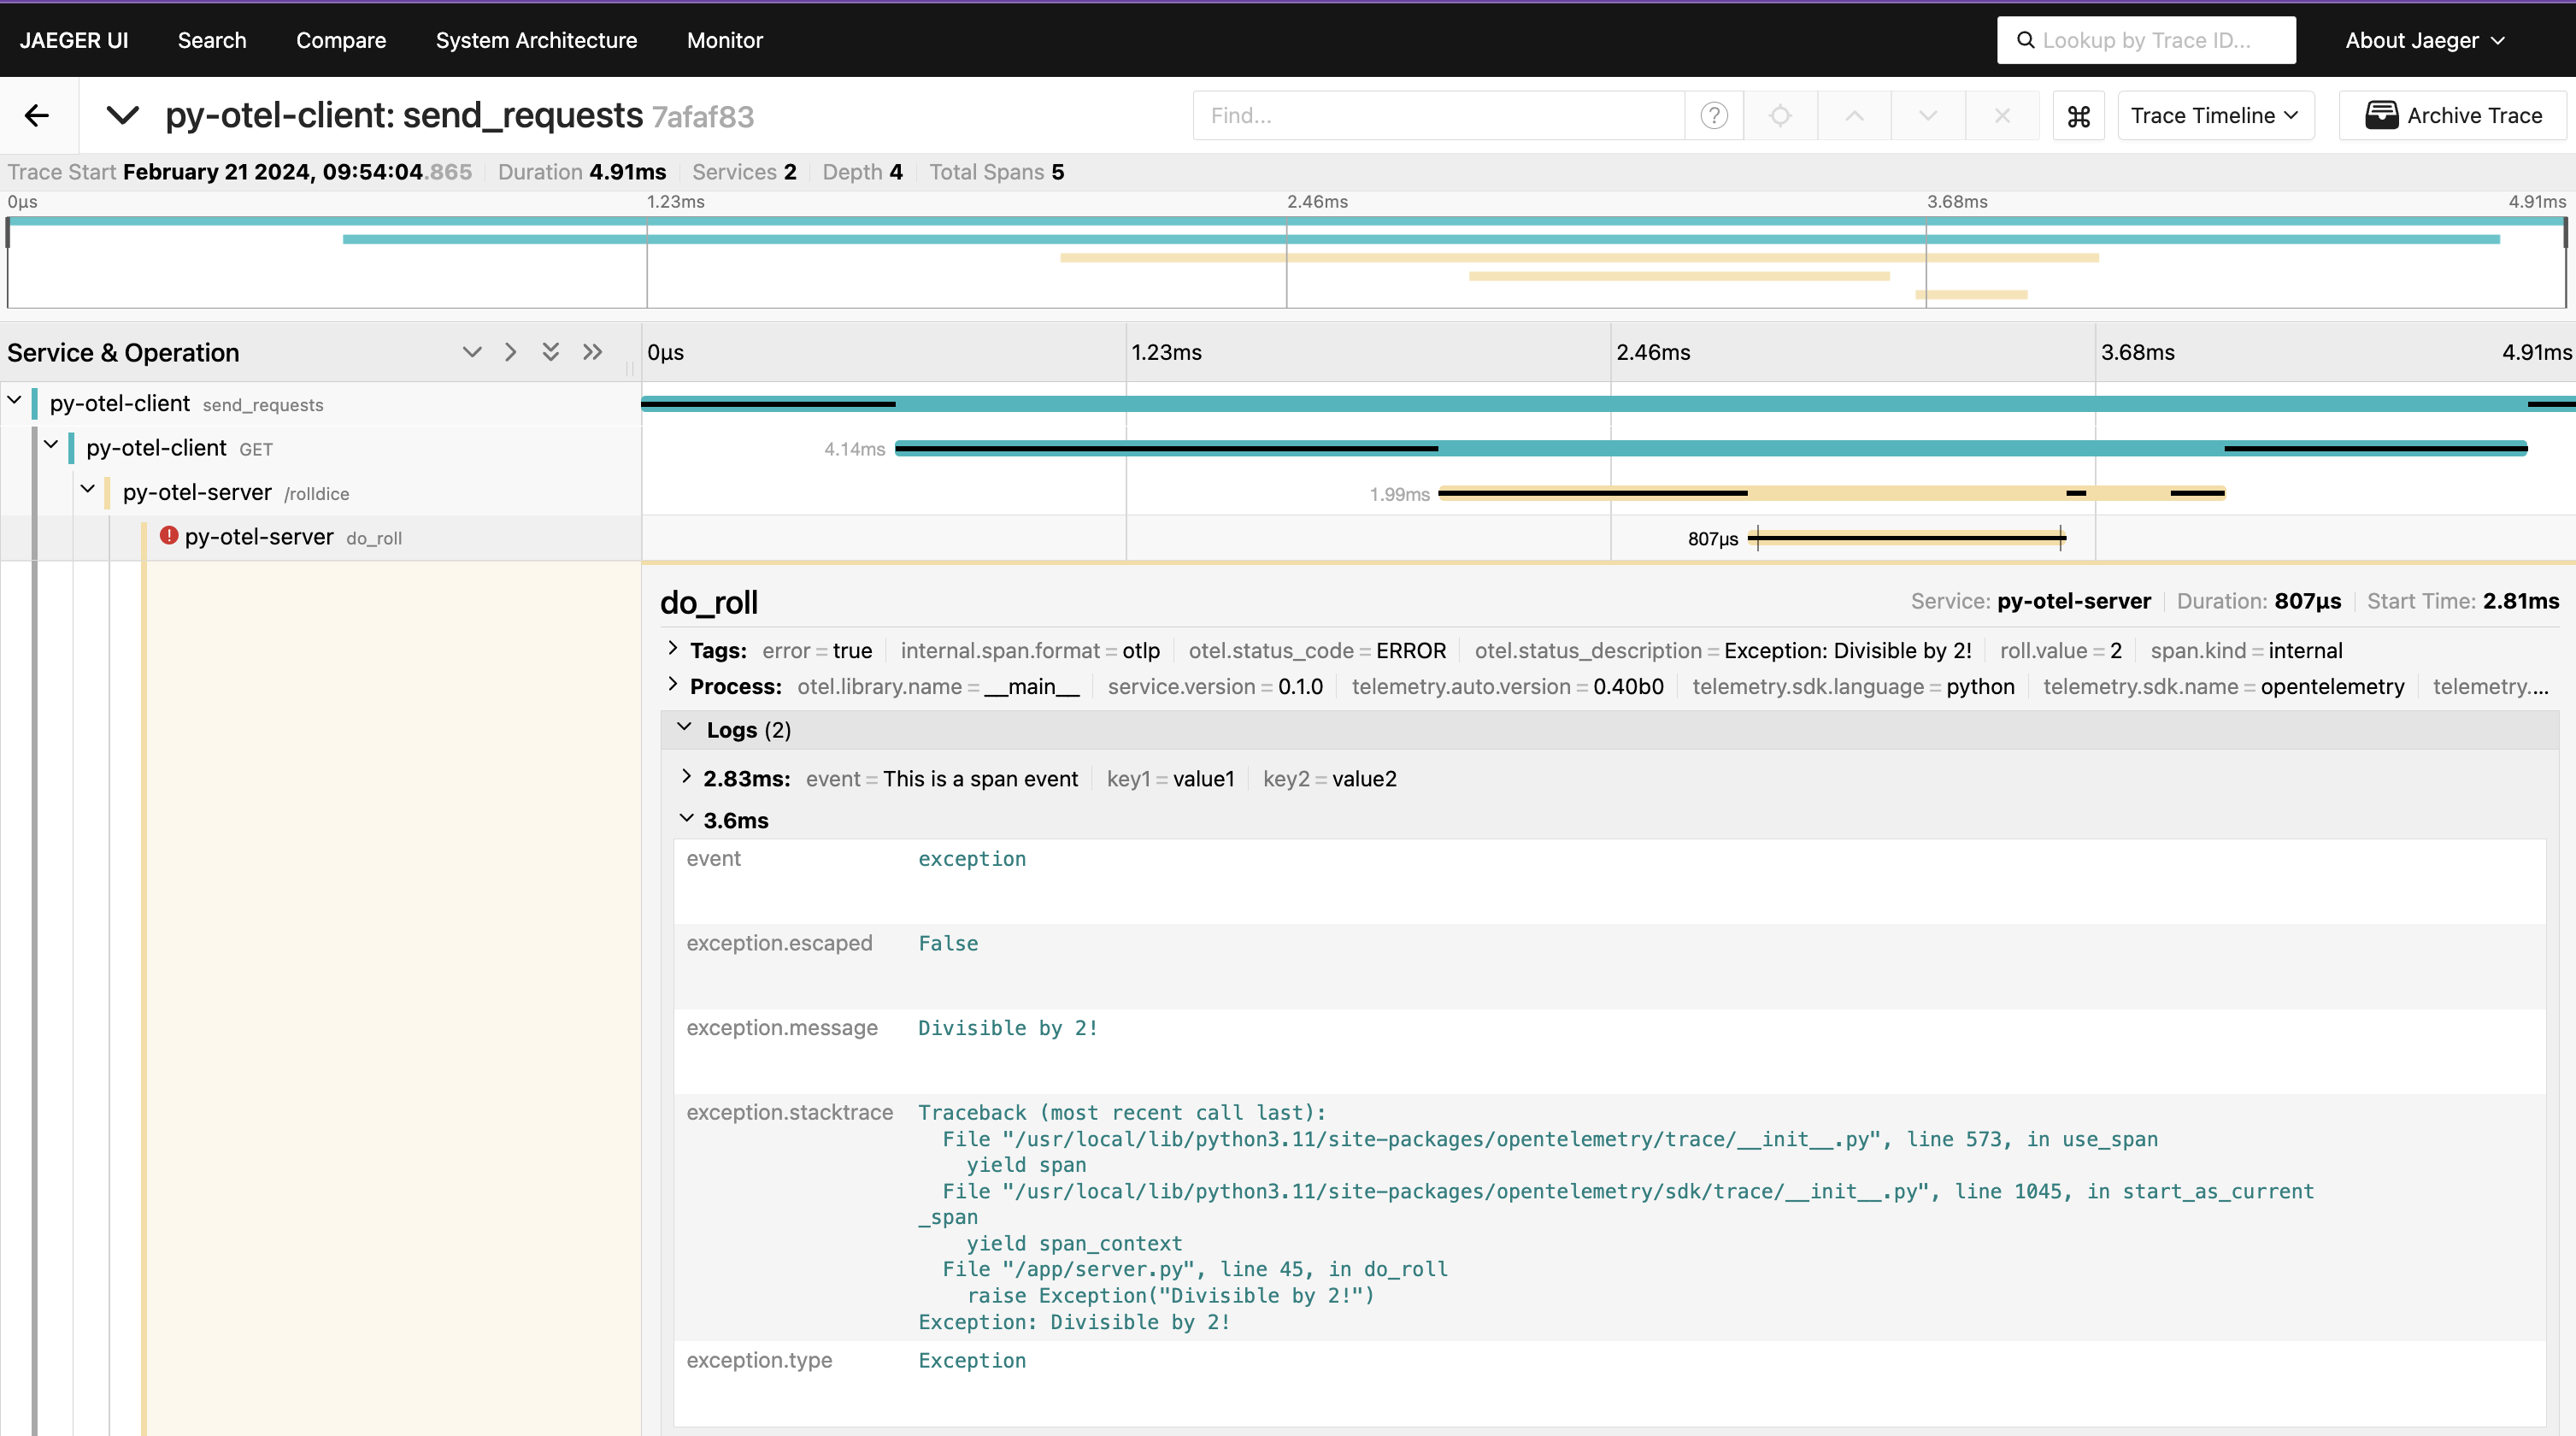 JAEGER UI Search Compare System Architecture Monitor Lookup by Trace ID... About Jaeger
py-otel-client: send_requests 7afaf83 Find... ? ⌘ Trace Timeline Archive Trace
Trace Start February 21 2024, 09:54:04.865 Duration 4.91ms Services 2 Depth 4 Total Spans 5
0μs 1.23ms 2.46ms 3.68ms 4.91ms
Service & Operation 0μs 1.23ms 2.46ms 3.68ms 4.91ms
py-otel-client send_requests
py-otel-client GET 4.14ms
py-otel-server /rolldice 1.99ms
! py-otel-server do_roll 807μs
do_roll Service: py-otel-server Duration: 807μs Start Time: 2.81ms
Tags: error = true internal.span.format = otlp otel.status_code = ERROR otel.status_description = Exception: Divisible by 2! roll.value = 2 span.kind = internal
Process: otel.library.name = __main__ service.version = 0.1.0 telemetry.auto.version = 0.40b0 telemetry.sdk.language = python telemetry.sdk.name = opentelemetry telemetry....
Logs (2)
2.83ms: event = This is a span event key1 = value1 key2 = value2
3.6ms
event exception
exception.escaped False
exception.message Divisible by 2!
exception.stacktrace Traceback (most recent call last):
File "/usr/local/lib/python3.11/site-packages/opentelemetry/trace/__init__.py", line 573, in use_span
yield span
File "/usr/local/lib/python3.11/site-packages/opentelemetry/sdk/trace/__init__.py", line 1045, in start_as_current
_span
yield span_context
File "/app/server.py", line 45, in do_roll
raise Exception("Divisible by 2!")
Exception: Divisible by 2!
exception.type Exception